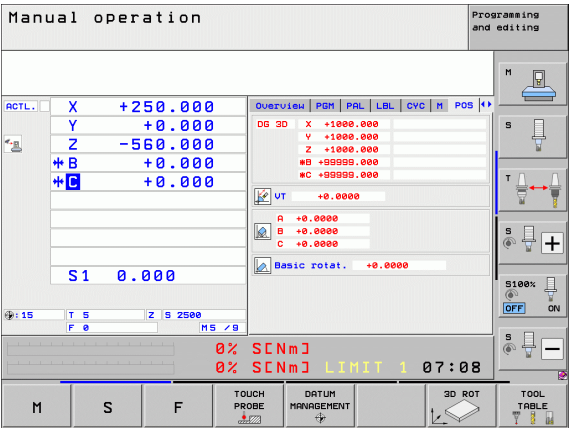 Manual operation
Programming and editing
ACTL. X +250.000
Y +0.000
Z -560.000
B +0.000
C +0.000
S1 0.000
:15 T 5 Z S 2500
F 0 M5 /9
Overview PGM PAL LBL CYC M POS
DG 3D X +1000.000
Y +1000.000
Z +1000.000
*B +99999.000
*C +99999.000
VT +0.0000
A +0.0000
B +0.0000
C +0.0000
Basic rotat. +0.0000
0% S[Nm]
0% S[Nm] LIMIT 1 07:08
M
S
T
S
+
S100%
OFF ON
S
−
M
S
F
TOUCH
PROBE
DATUM
MANAGEMENT
3D ROT
TOOL
TABLE